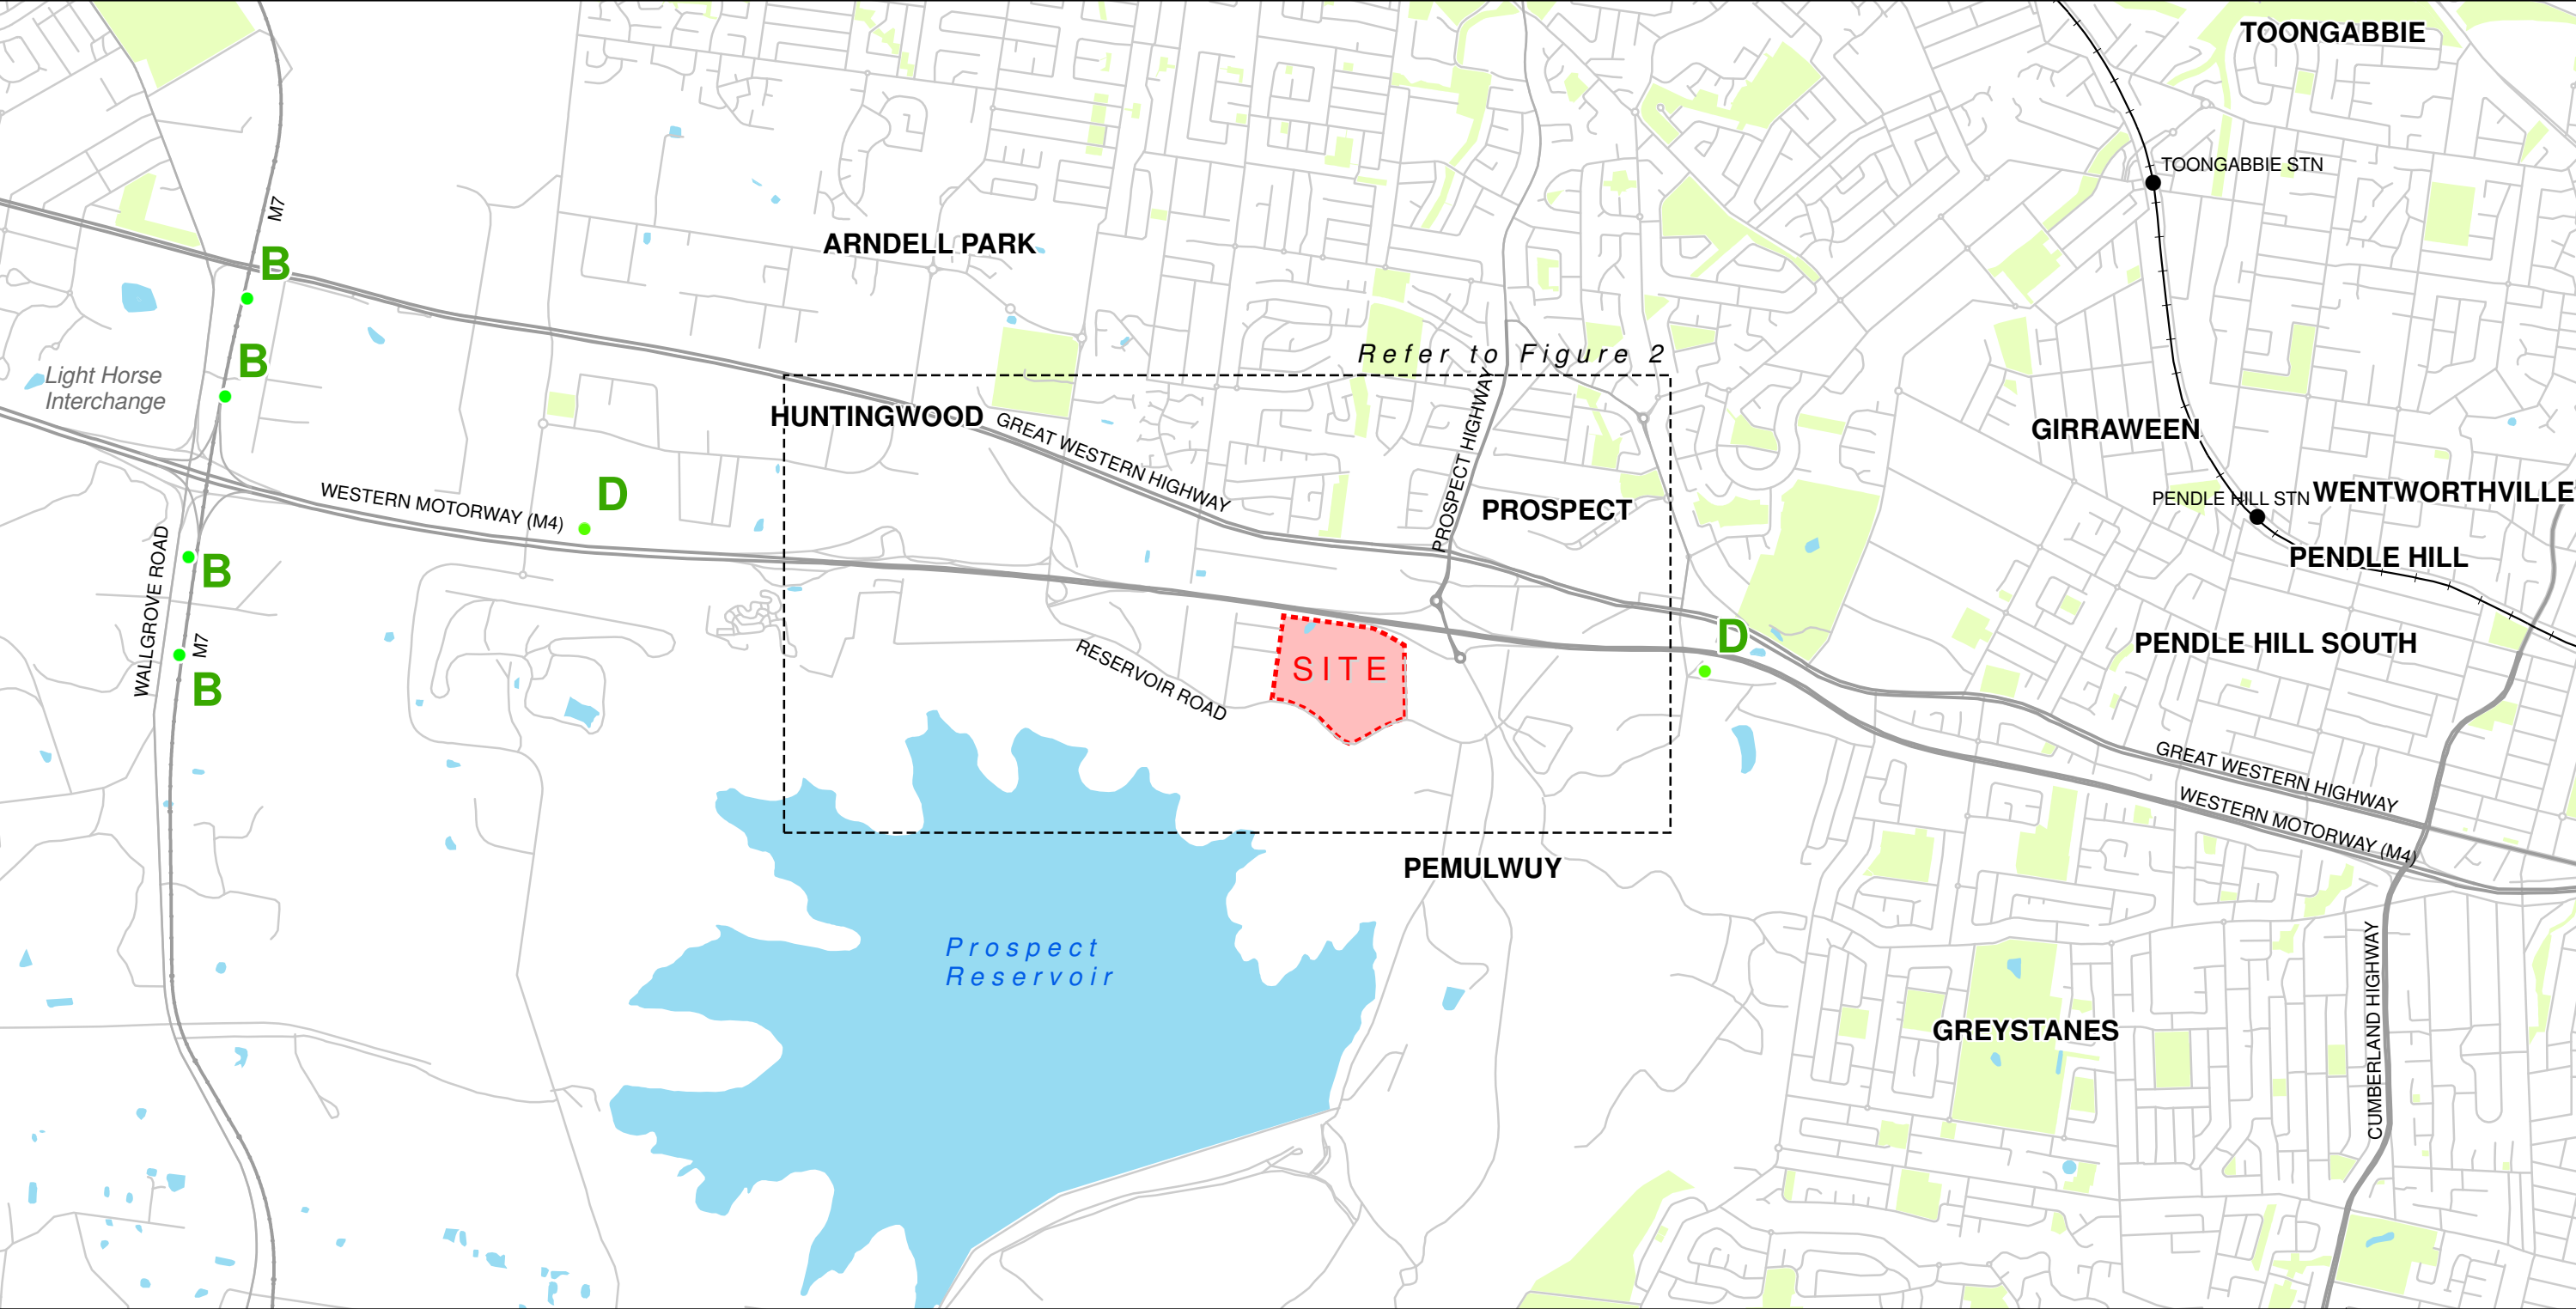 TOONGABBIE
TOONGABBIE STN
M7
ARNDELL PARK
B
B
Light Horse
Interchange
Refer to Figure 2
HUNTINGWOOD
GREAT WESTERN HIGHWAY
PROSPECT HIGHWAY
GIRRAWEEN
PENDLE HILL STN
WENTWORTHVILLE
WESTERN MOTORWAY (M4)
D
PROSPECT
PENDLE HILL
B
WALLGROVE ROAD
M7
B
RESERVOIR ROAD
SITE
D
PENDLE HILL SOUTH
GREAT WESTERN HIGHWAY
WESTERN MOTORWAY (M4)
PEMULWUY
Prospect
Reservoir
GREYSTANES
CUMBERLAND HIGHWAY